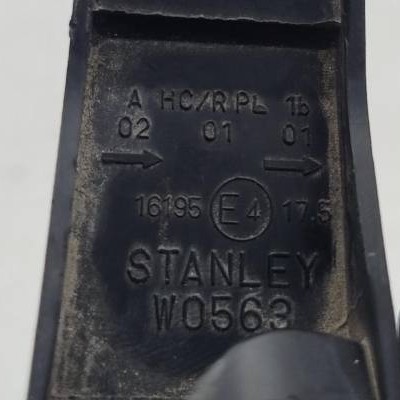 A HC/R PL 1b
02 01 01
→ →
16195 E4 17.5
STANLEY
W0563